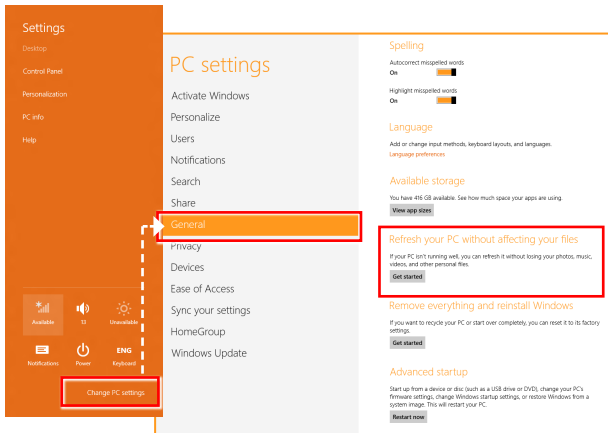 Settings
Desktop
Control Panel
Personalization
PC info
Help
Available
53
Unavailable
Notifications
Power
ENG
Keyboard
Change PC settings
PC settings
Activate Windows
Personalize
Users
Notifications
Search
Share
General
Privacy
Devices
Ease of Access
Sync your settings
HomeGroup
Windows Update
Spelling
Autocorrect misspelled words
On
Highlight misspelled words
On
Language
Add or change input methods, keyboard layouts, and languages.
Language preferences
Available storage
You have 416 GB available. See how much space your apps are using.
View app sizes
Refresh your PC without affecting your files
If your PC isn't running well, you can refresh it without losing your photos, music,
videos, and other personal files.
Get started
Remove everything and reinstall Windows
If you want to recycle your PC or start over completely, you can reset it to its factory
settings.
Get started
Advanced startup
Start up from a device or disc (such as a USB drive or DVD), change your PC's
firmware settings, change Windows startup settings, or restore Windows from a
system image. This will restart your PC.
Restart now